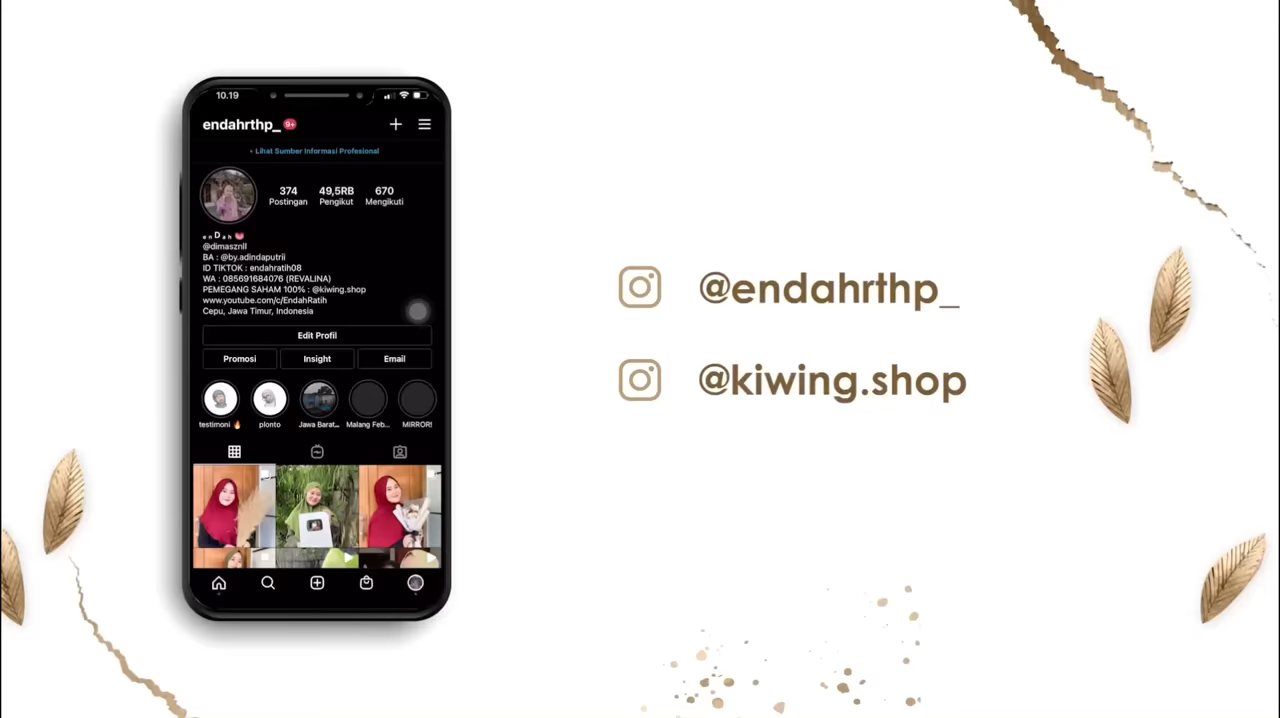 10.19
endahrthp_ 9+
• Lihat Sumber Informasi Profesional
374 49,5RB 670
Postingan Pengikut Mengikuti
ₑ ₙ D ₐ ₕ
@dimasznll
BA : @by.adindaputrii
ID TIKTOK : endahratih08
WA : 085691684076 (REVALINA)
PEMEGANG SAHAM 100% : @kiwing.shop
www.youtube.com/c/EndahRatih
Cepu, Jawa Timur, Indonesia
Edit Profil
Promosi Insight Email
testimoni 🔥 plonto Jawa Barat... Malang Feb... MIRROR!
@endahrthp_
@kiwing.shop